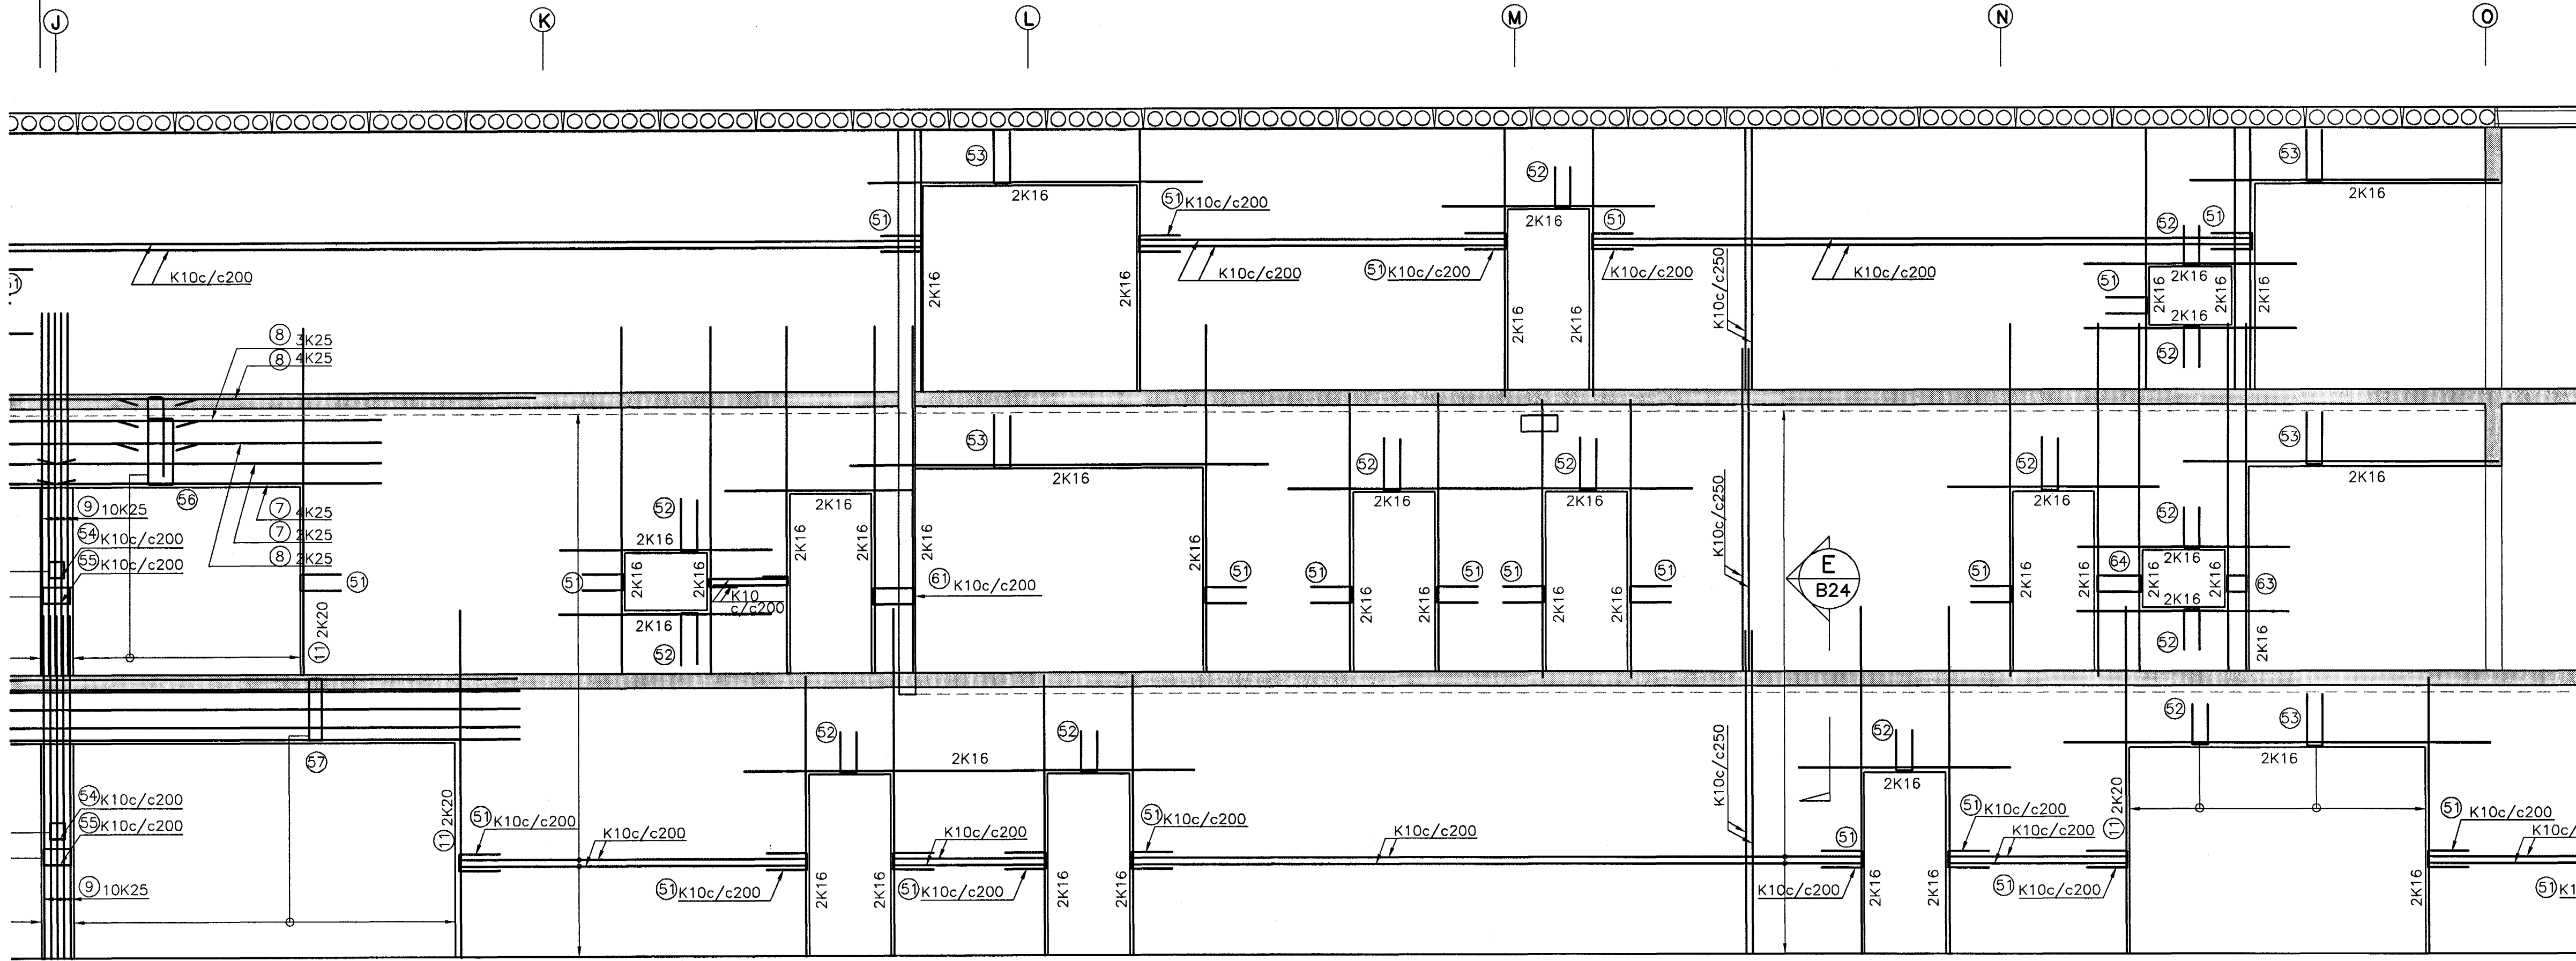 J K L M N O
53 53
52
2K16 2K16
51 51 K10c/c200 2K16 51 52 51
K10c/c200 K10c/c200 51 K10c/c200 K10c/c200 K10c/c200 51 2K16
2K16 2K16 2K16 2K16 K10c/c250 2K16 2K16 2K16
2K16
52
8 3K25
8 4K25
53 53
52 52 52
2K16 2K16
56
9 10K25 7 4K25 52 2K16 2K16 2K16 2K16 52
54 K10c/c200 7 2K25 2K16 2K16 2K16 2K16 2K16 K10c/c250 2K16
55 K10c/c200 8 2K25
51 51 2K16 2K16 K10 c/c200 61 K10c/c200 51 51 51 51 51 E B24 51 64 2K16 2K16 63
2K16 2K16 2K16 2K16 2K16 2K16 2K16 2K16
11 2K20 2K16 52 52 2K16
52 52 52 52 53
57 2K16 2K16
K10c/c250
54 K10c/c200
55 K10c/c200
11 2K20 51 K10c/c200 K10c/c200 K10c/c200 51 K10c/c200 K10c/c200 51 51 K10c/c200 K10c/c200 11 2K20 51 K10c/c200 K10c/
9 10K25 51 K10c/c200 51 K10c/c200 K10c/c200 51 K10c/c200 51 K1
2K16 2K16 2K16 2K16 2K16 2K16 2K16